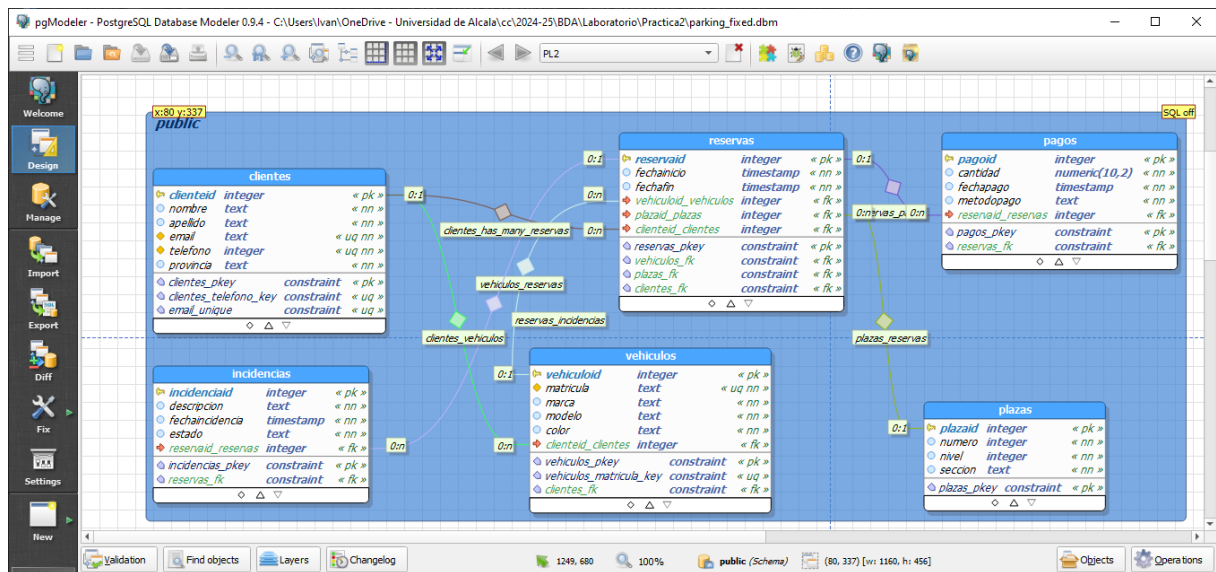 pgModeler - PostgreSQL Database Modeler 0.9.4 - C:\Users\Ivan\OneDrive - Universidad de Alcala\cc\2024-25\BDA\Laboratorio\Practica2\parking_fixed.dbm
PL2
Welcome
Design
Manage
Import
Export
Diff
Fix
Settings
New
x:80 y:337
SQL off
public
clientes
clienteid integer « pk »
nombre text « nn »
apellido text « nn »
email text « uq nn »
telefono integer « uq nn »
provincia text « nn »
clientes_pkey constraint « pk »
clientes_telefono_key constraint « uq »
email_unique constraint « uq »
reservas
reservaid integer « pk »
fechainicio timestamp « nn »
fechafin timestamp « nn »
vehiculoid_vehiculos integer « fk »
plazaid_plazas integer « fk »
clienteid_clientes integer « fk »
reservas_pkey constraint « pk »
vehiculos_fk constraint « fk »
plazas_fk constraint « fk »
clientes_fk constraint « fk »
pagos
pagoid integer « pk »
cantidad numeric(10,2) « nn »
fechapago timestamp « nn »
metodopago text « nn »
reservaid_reservas integer « fk »
pagos_pkey constraint « pk »
reservas_fk constraint « fk »
0:1
0:1
0:1
0:n
0:n
0:n
0:n
clientes_has_many_reservas
vehiculos_reservas
reservas_incidencias
clientes_vehiculos
plazas_reservas
incidencias
incidenciaid integer « pk »
descripcion text « nn »
fechaincidencia timestamp « nn »
estado text « nn »
reservaid_reservas integer « fk »
incidencias_pkey constraint « pk »
reservas_fk constraint « fk »
0:n
0:1
0:n
vehiculos
vehiculoid integer « pk »
matricula text « uq nn »
marca text « nn »
modelo text « nn »
color text « nn »
clienteid_clientes integer « fk »
vehiculos_pkey constraint « pk »
vehiculos_matricula_key constraint « uq »
clientes_fk constraint « fk »
0:1
plazas
plazaid integer « pk »
numero integer « nn »
nivel integer « nn »
seccion text « nn »
plazas_pkey constraint « pk »
Validation
Find objects
Layers
Changelog
1249, 680
100%
public (Schema)
(80, 337) [w: 1160, h: 456]
Objects
Operations